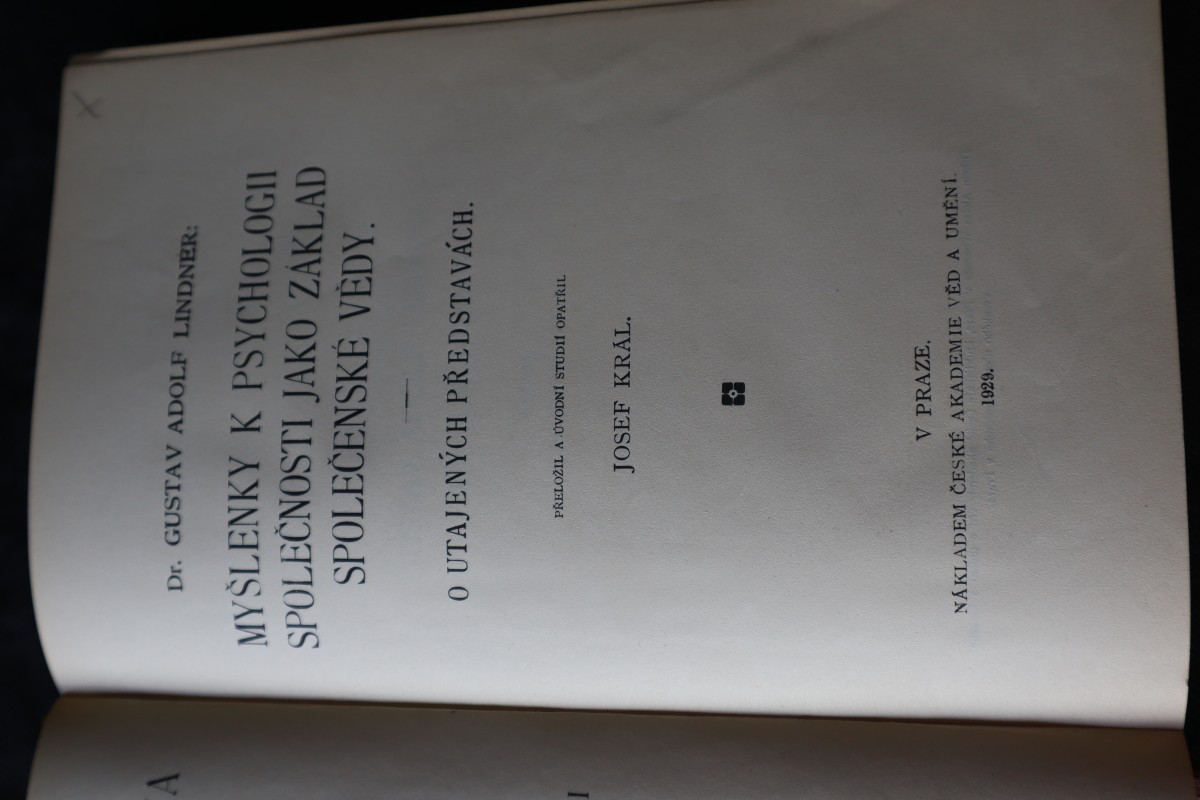 Dr. GUSTAV ADOLF LINDNER:
MYŠLENKY K PSYCHOLOGII
SPOLEČNOSTI JAKO ZÁKLAD
SPOLEČENSKÉ VĚDY.
O UTAJENÝCH PŘEDSTAVÁCH.
PŘELOŽIL A ÚVODNÍ STUDIÍ OPATŘIL
JOSEF KRÁL.
V PRAZE.
NÁKLADEM ČESKÉ AKADEMIE VĚD A UMĚNÍ.
1929.